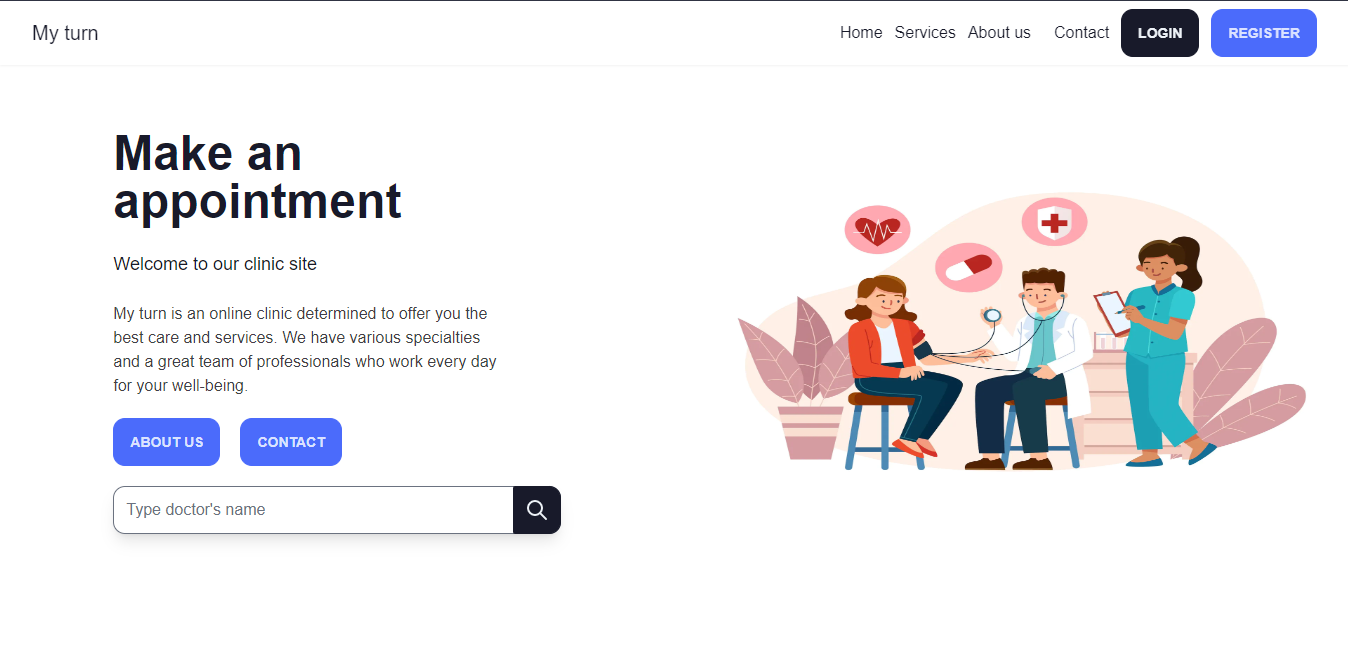 My turn
Home Services About us Contact LOGIN REGISTER
Make an
appointment
Welcome to our clinic site
My turn is an online clinic determined to offer you the
best care and services. We have various specialties
and a great team of professionals who work every day
for your well-being.
ABOUT US CONTACT
Type doctor's name